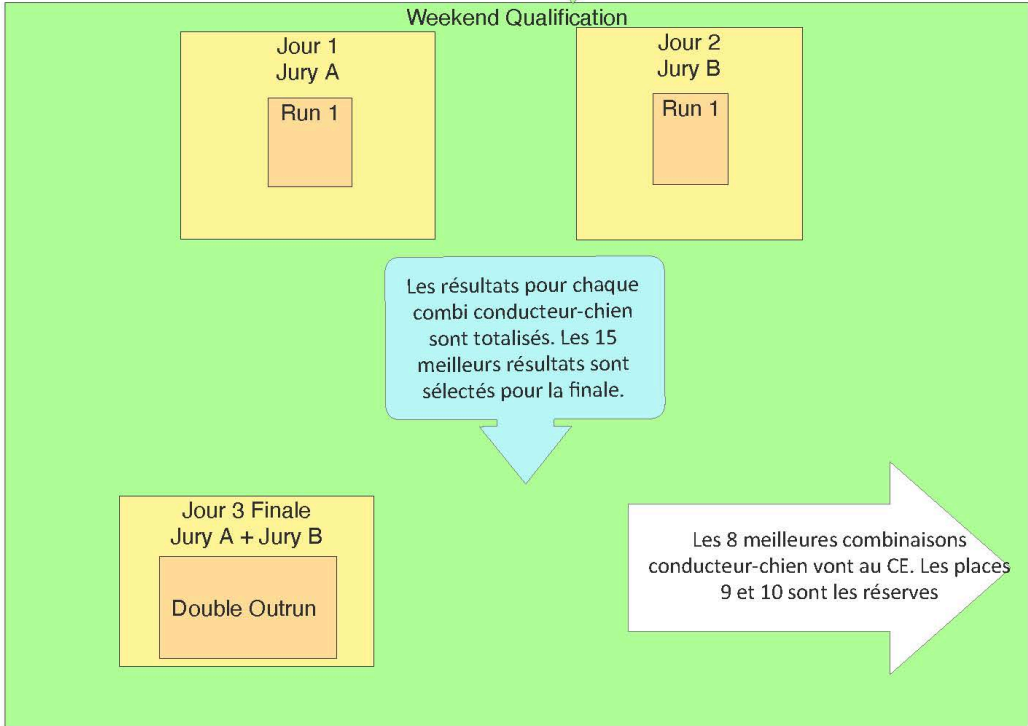 Weekend Qualification
Jour 1
Jury A
Run 1
Jour 2
Jury B
Run 1
Les résultats pour chaque
combi conducteur-chien
sont totalisés. Les 15
meilleurs résultats sont
sélectés pour la finale.
Jour 3 Finale
Jury A + Jury B
Double Outrun
Les 8 meilleures combinaisons
conducteur-chien vont au CE. Les places
9 et 10 sont les réserves